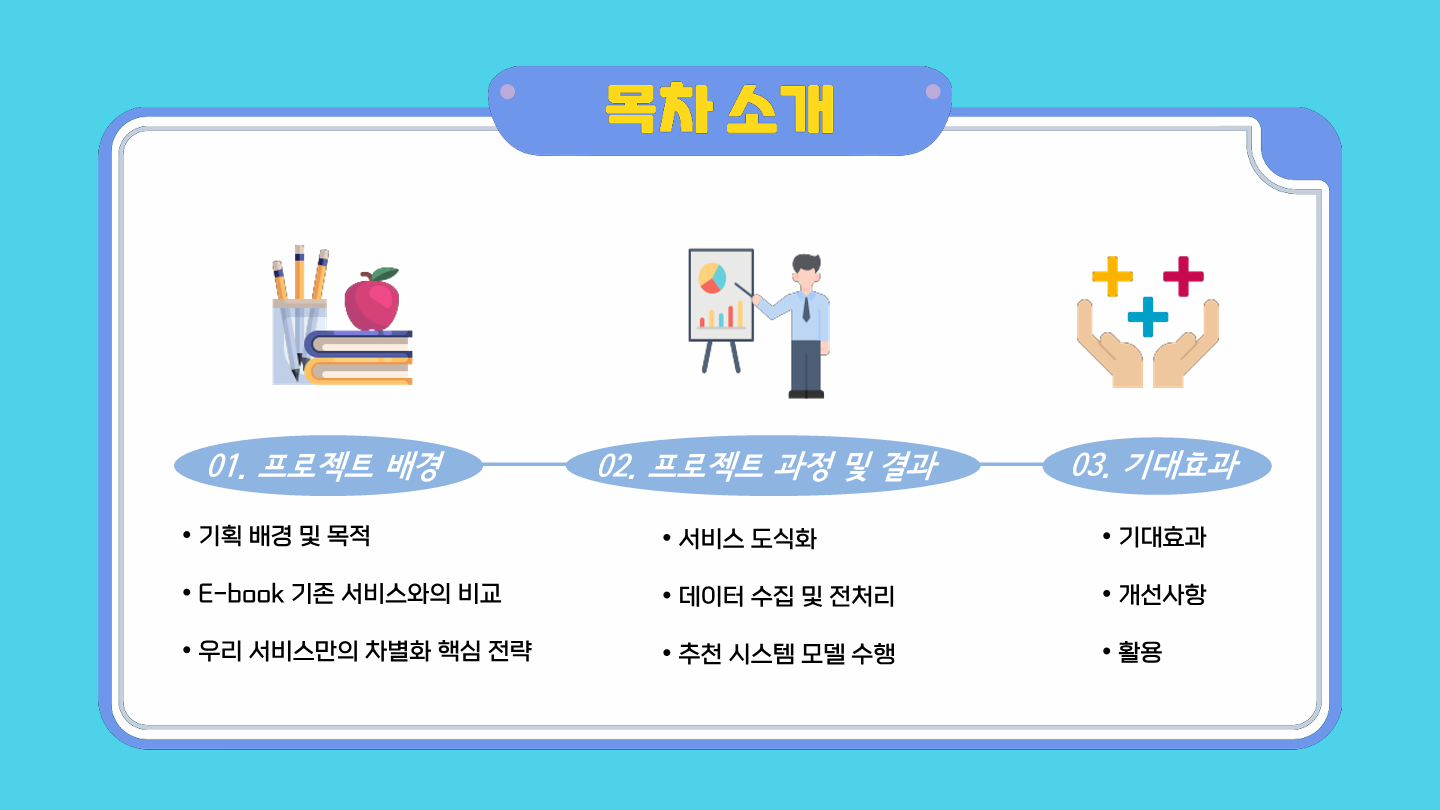 목차 소개
01. 프로젝트 배경
• 기획 배경 및 목적
• E-book 기존 서비스와의 비교
• 우리 서비스만의 차별화 핵심 전략
02. 프로젝트 과정 및 결과
• 서비스 도식화
• 데이터 수집 및 전처리
• 추천 시스템 모델 수행
03. 기대효과
• 기대효과
• 개선사항
• 활용